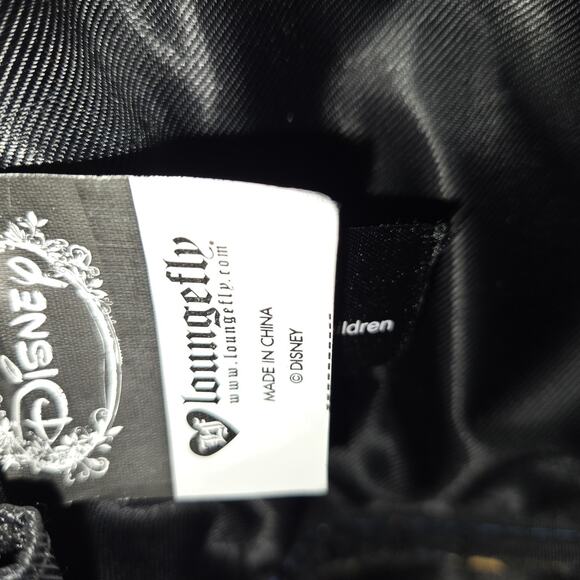 Disney
loungefly
www.loungefly.com
MADE IN CHINA
© DISNEY
ldren